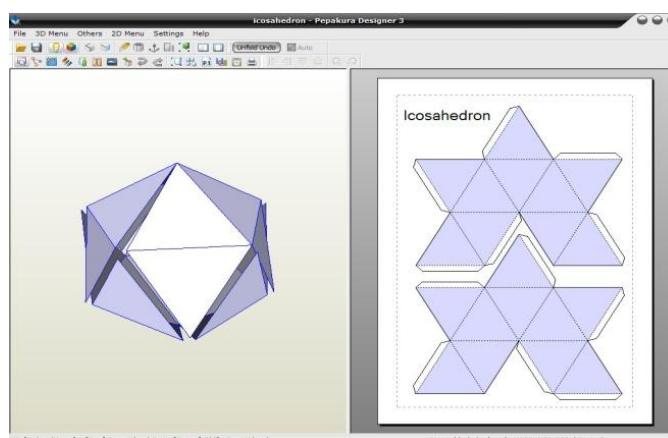 Icosahedron - Pepakura Designer 3
File 3D Menu Others 2D Menu Settings Help
Unfold Undo Auto
Icosahedron